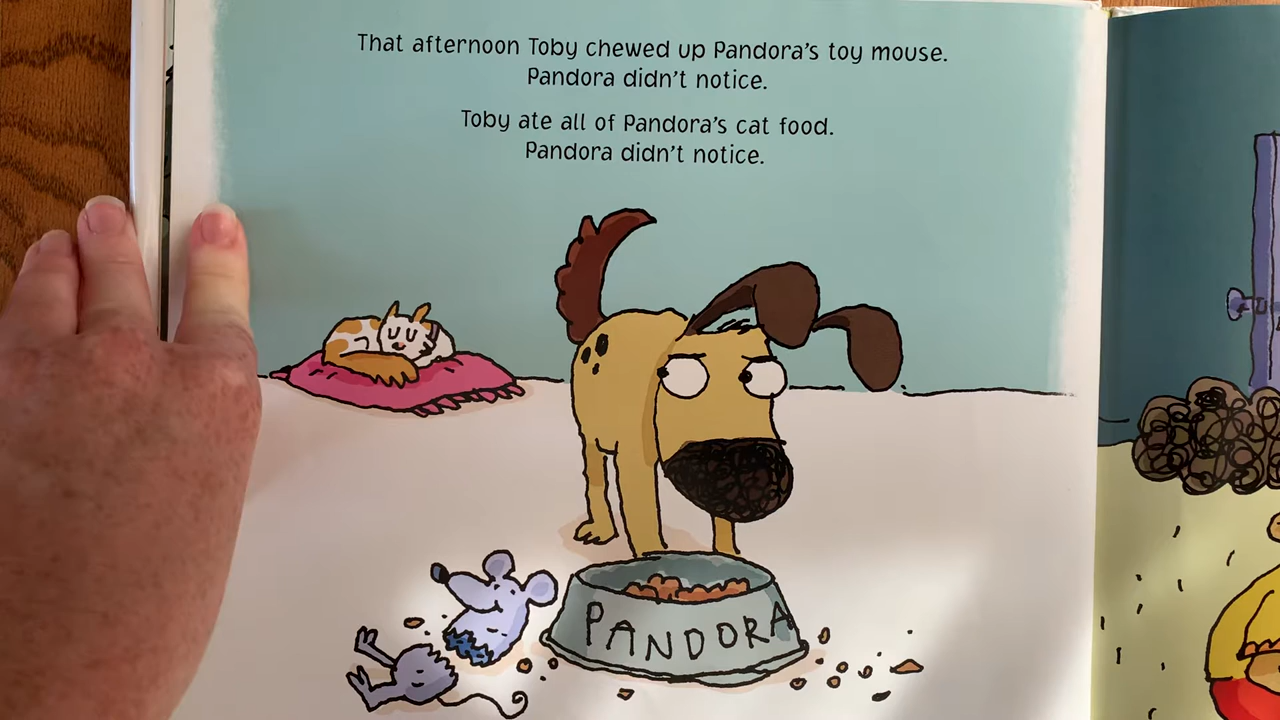 That afternoon Toby chewed up Pandora's toy mouse.
Pandora didn't notice.
Toby ate all of Pandora's cat food.
Pandora didn't notice.
PANDORA